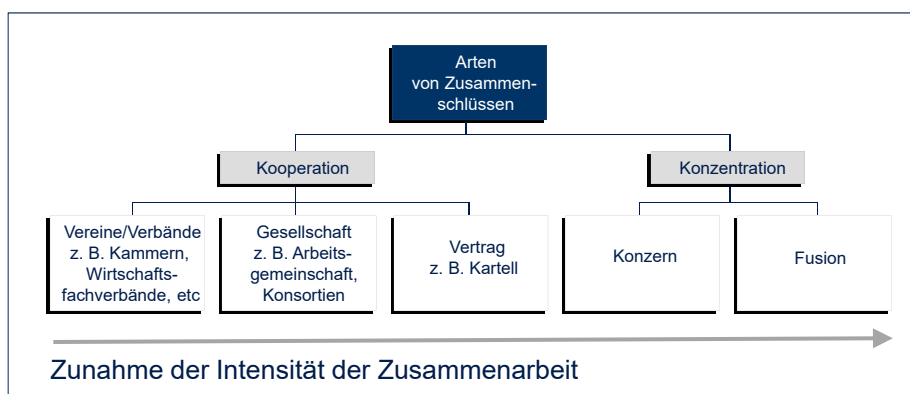 Arten
von Zusammen-
schlüssen
Kooperation
Konzentration
Vereine/Verbände
z. B. Kammern,
Wirtschafts-
fachverbände, etc
Gesellschaft
z. B. Arbeits-
gemeinschaft,
Konsortien
Vertrag
z. B. Kartell
Konzern
Fusion
Zunahme der Intensität der Zusammenarbeit